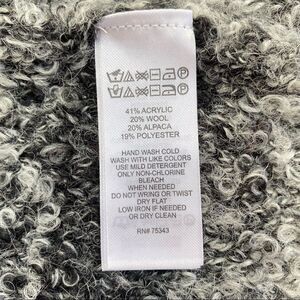 41% ACRYLIC
20% WOOL
20% ALPACA
19% POLYESTER
HAND WASH COLD
WASH WITH LIKE COLORS
USE MILD DETERGENT
ONLY NON-CHLORINE
BLEACH
WHEN NEEDED
DO NOT WRING OR TWIST
DRY FLAT
LOW IRON IF NEEDED
OR DRY CLEAN
RN# 75343